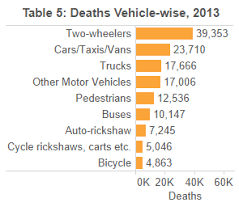 Table 5: Deaths Vehicle-wise, 2013
Two-wheelers 39,353
Cars/Taxis/Vans 23,710
Trucks 17,666
Other Motor Vehicles 17,006
Pedestrians 12,536
Buses 10,147
Auto-rickshaw 7,245
Cycle rickshaws, carts etc. 5,046
Bicycle 4,863
0K 20K 40K 60K
Deaths